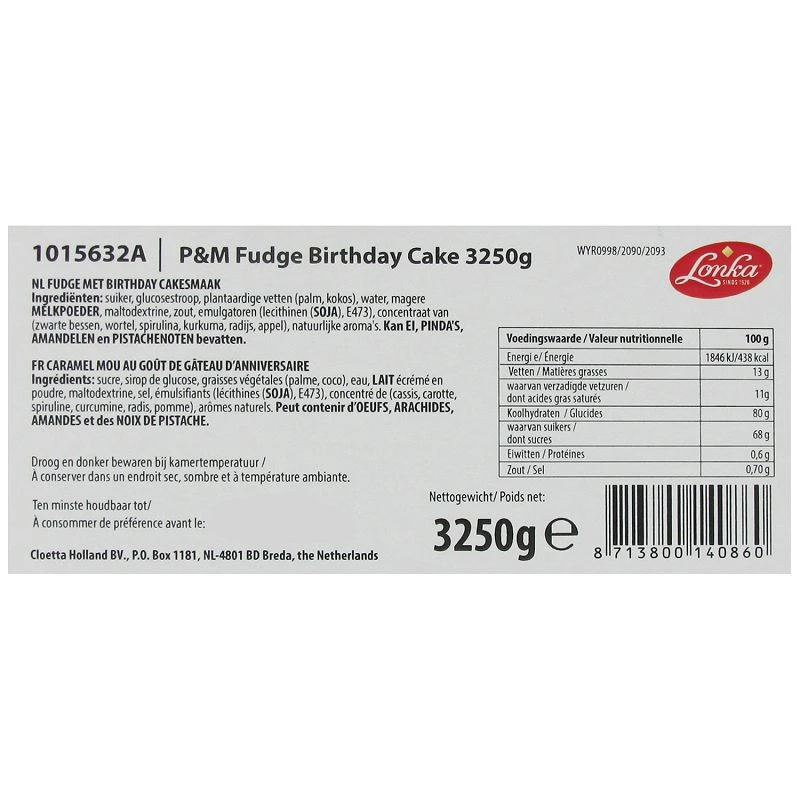 1015632A | P&M Fudge Birthday Cake 3250g
WYR0998/2090/2093
Lonka
SINDS 1920
NL FUDGE MET BIRTHDAY CAKESMAAK
Ingrediënten: suiker, glucosestroop, plantaardige vetten (palm, kokos), water, magere
MELKPOEDER, maltodextrine, zout, emulgatoren (lecithinen (SOJA), E473), concentraat van
(zwarte bessen, wortel, spirulina, kurkuma, radijs, appel), natuurlijke aroma's. Kan EI, PINDA'S,
AMANDELEN en PISTACHENOTEN bevatten.
FR CARAMEL MOU AU GOÛT DE GÂTEAU D'ANNIVERSAIRE
Ingrédients: sucre, sirop de glucose, graisses végétales (palme, coco), eau, LAIT écrémé en
poudre, maltodextrine, sel, émulsifiants (lécithines (SOJA), E473), concentré de (cassis, carotte,
spiruline, curcumine, radis, pomme), arômes naturels. Peut contenir d'OEUFS, ARACHIDES,
AMANDES et des NOIX DE PISTACHE.
Droog en donker bewaren bij kamertemperatuur /
À conserver dans un endroit sec, sombre et à température ambiante.
Ten minste houdbaar tot/
À consommer de préférence avant le:
Cloetta Holland BV., P.O. Box 1181, NL-4801 BD Breda, the Netherlands
Voedingswaarde / Valeur nutritionnelle 100 g
Energi e/ Énergie 1846 kJ/438 kcal
Vetten / Matières grasses 13 g
waarvan verzadigde vetzuren /
dont acides gras saturés 11g
Koolhydraten / Glucides 80 g
waarvan suikers /
dont sucres 68 g
Eiwitten / Protéines 0,6 g
Zout / Sel 0,70 g
Nettogewicht/ Poids net:
3250g e
8 713800 140860